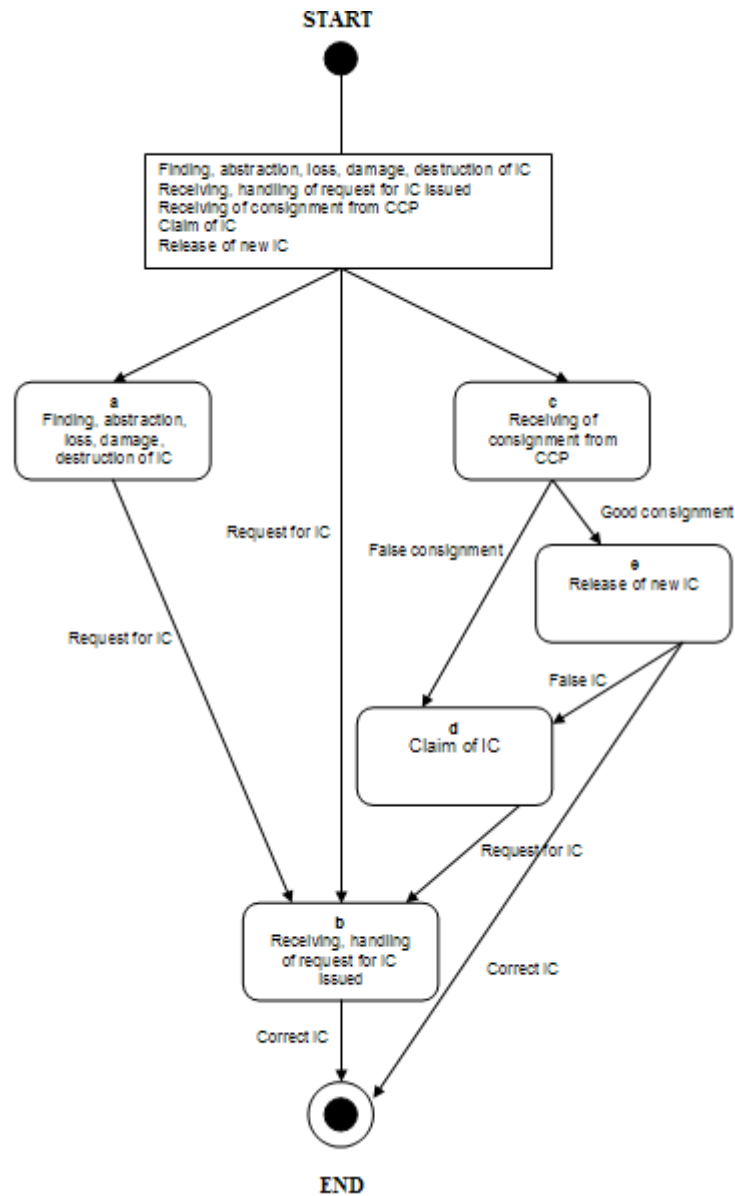 START
Finding, abstraction, loss, damage, destruction of IC
Receiving, handling of request for IC Issued
Receiving of consignment from CCP
Claim of IC
Release of new IC
a
Finding, abstraction,
loss, damage,
destruction of IC
c
Receiving of
consignment from
CCP
Request for IC
Good consignment
False consignment
e
Release of new IC
Request for IC
False IC
d
Claim of IC
Request for IC
b
Receiving, handling
of request for IC
Issued
Correct IC
Correct IC
END